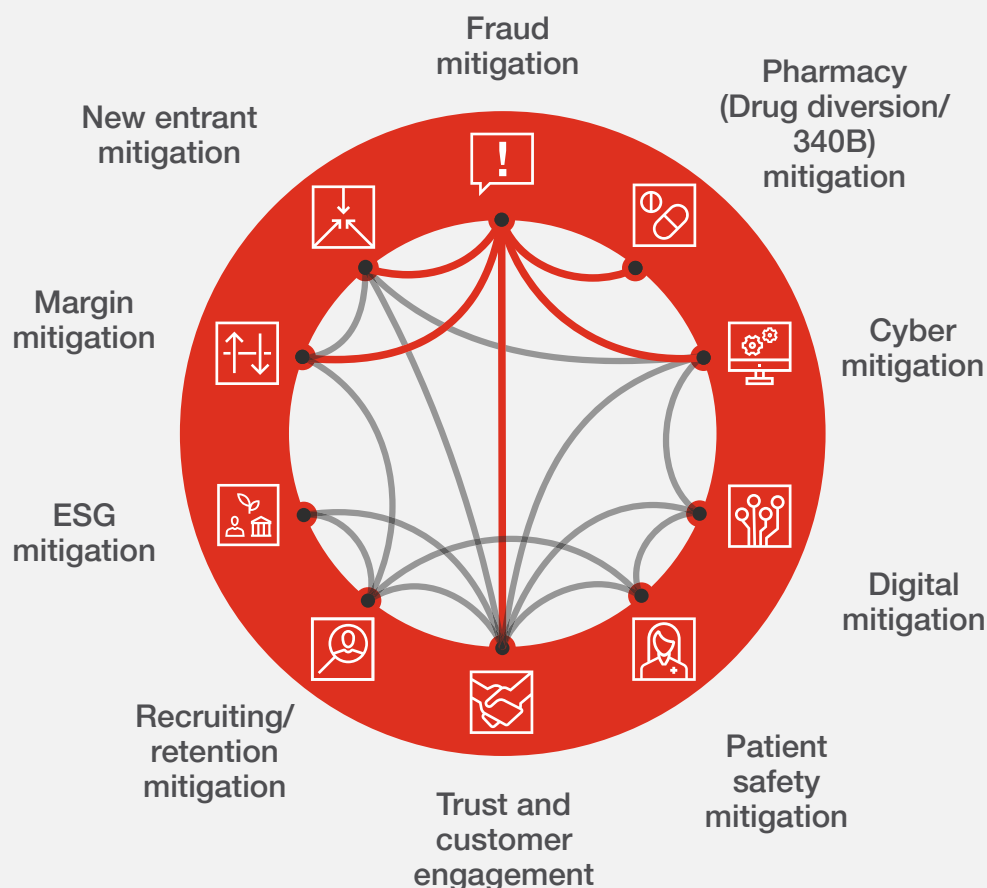 Fraud
mitigation
Pharmacy
(Drug diversion/
340B)
mitigation
New entrant
mitigation
!
Margin
mitigation
Cyber
mitigation
ESG
mitigation
Digital
mitigation
Recruiting/
retention
mitigation
Patient
safety
mitigation
Trust and
customer
engagement